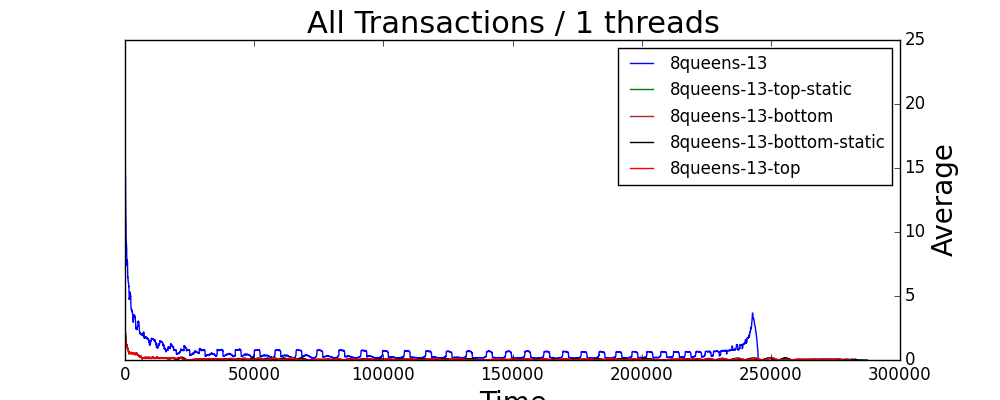 All Transactions / 1 threads
8queens-13
8queens-13-top-static
8queens-13-bottom
8queens-13-bottom-static
8queens-13-top
25
20
15
10
5
0
Average
0 50000 100000 150000 200000 250000 300000
Time